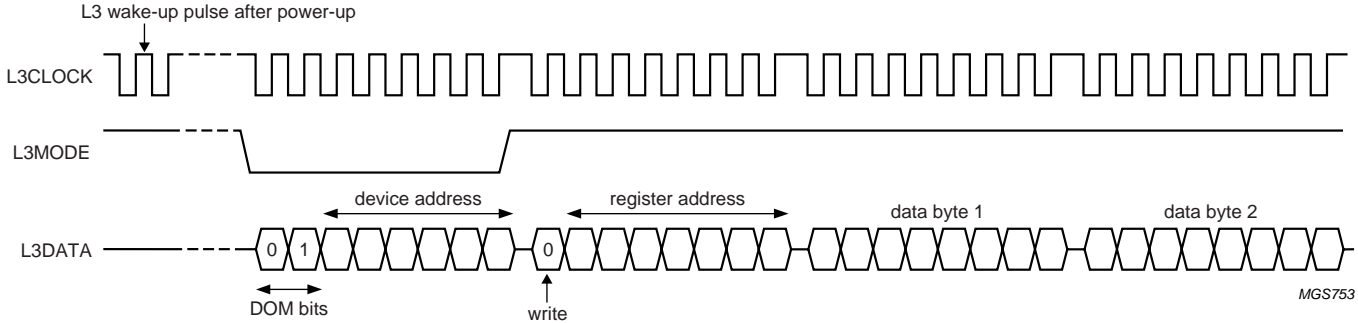 L3 wake-up pulse after power-up
L3CLOCK
L3MODE
device address
register address
data byte 1
data byte 2
L3DATA
0 1
0
DOM bits
write
MGS753